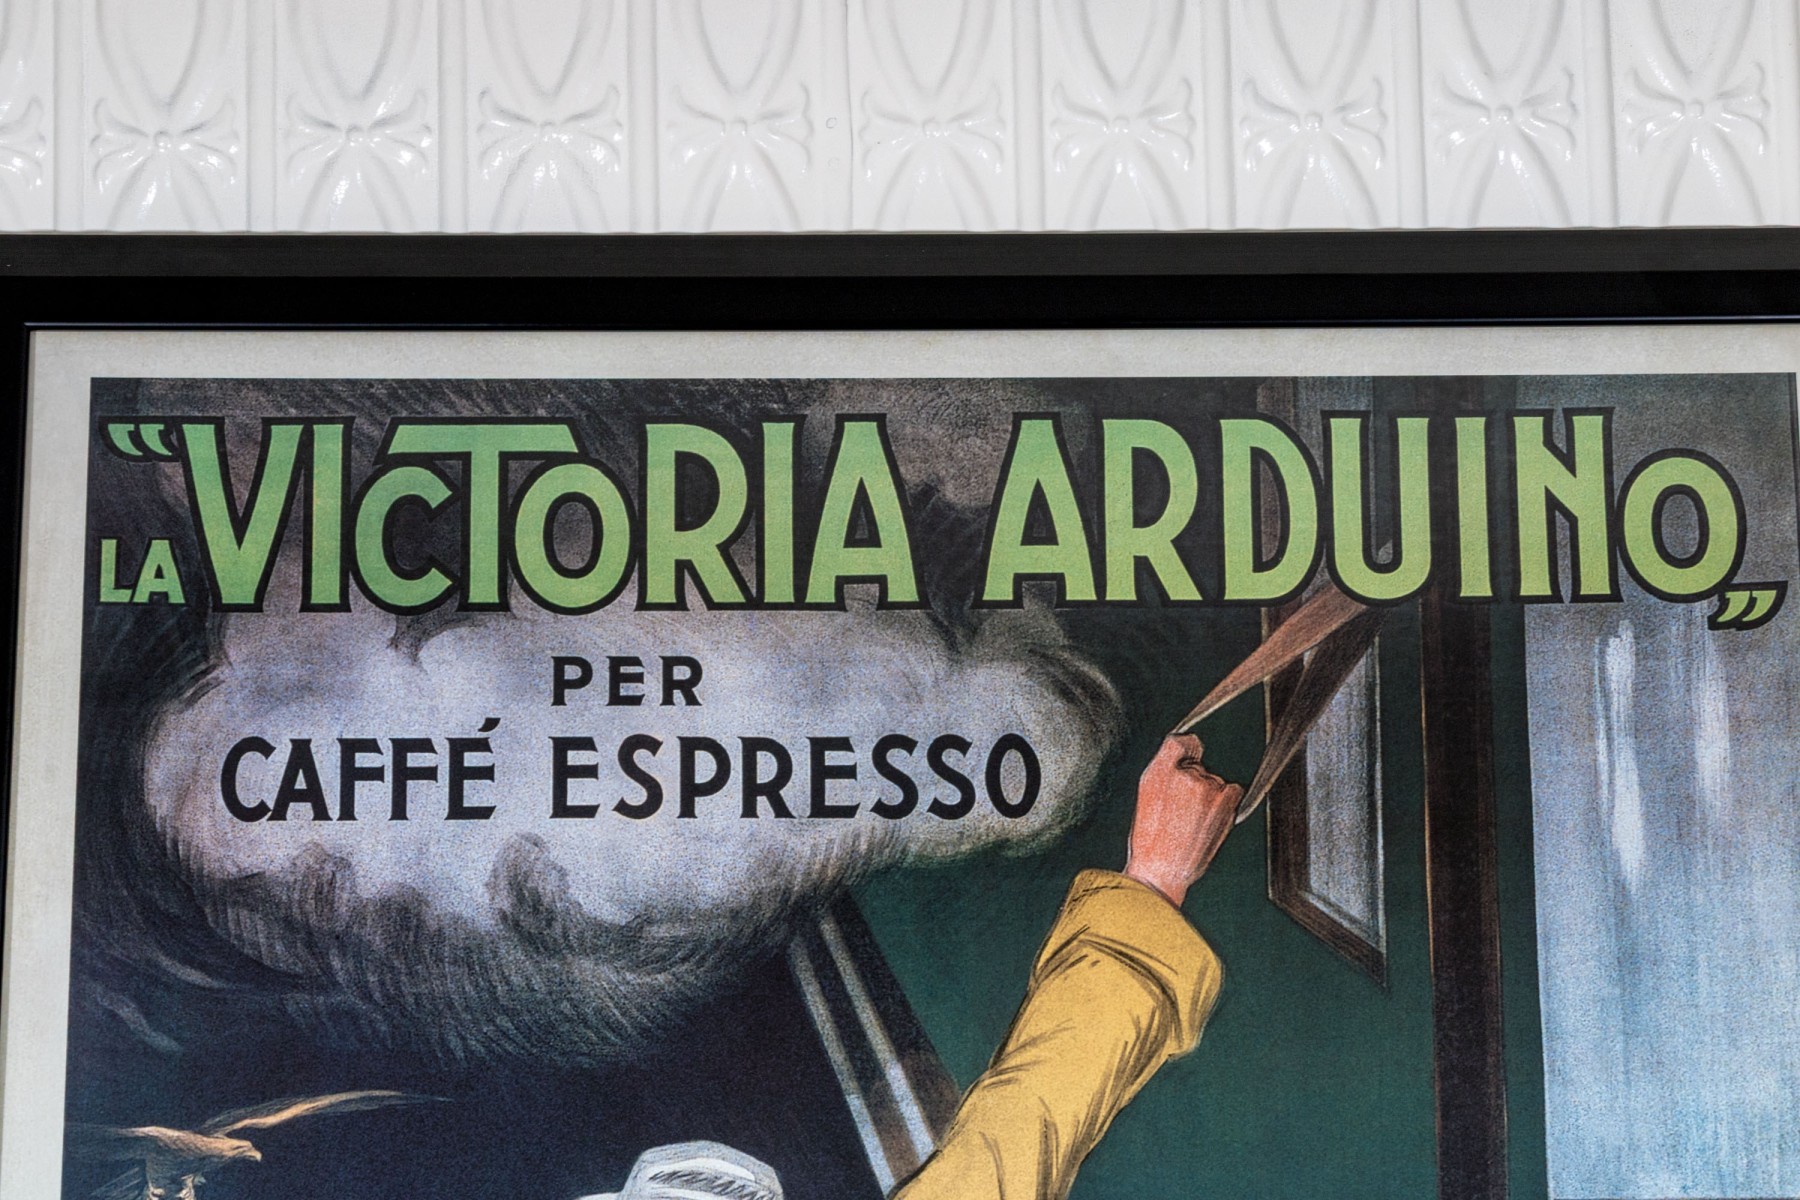 LA "VICTORIA ARDUINO„
PER
CAFFÉ ESPRESSO